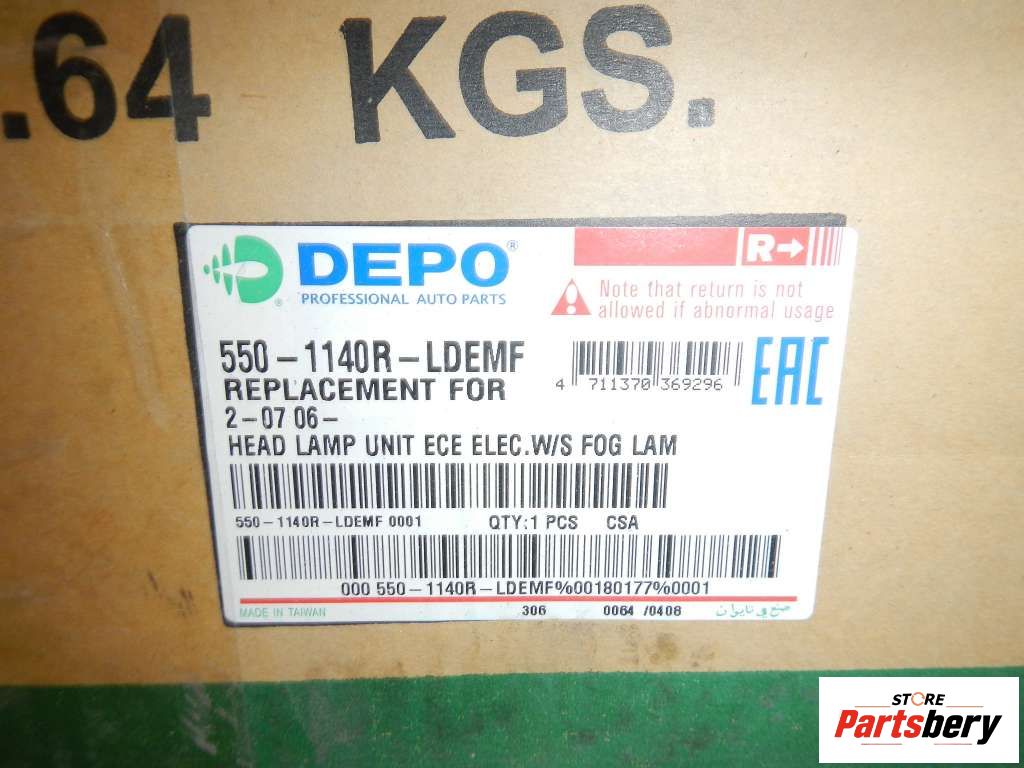 .64 KGS.
DEPO®
PROFESSIONAL AUTO PARTS
R→
Note that return is not
allowed if abnormal usage
550-1140R-LDEMF
REPLACEMENT FOR
4 711370 369296
EAC
2-07 06-
HEAD LAMP UNIT ECE ELEC.W/S FOG LAM
550-1140R-LDEMF 0001 QTY:1 PCS CSA
000 550-1140R-LDEMF%00180177%0001
MADE IN TAIWAN 306 0064 /0408 صنع في تايوان
STORE
Partsbery